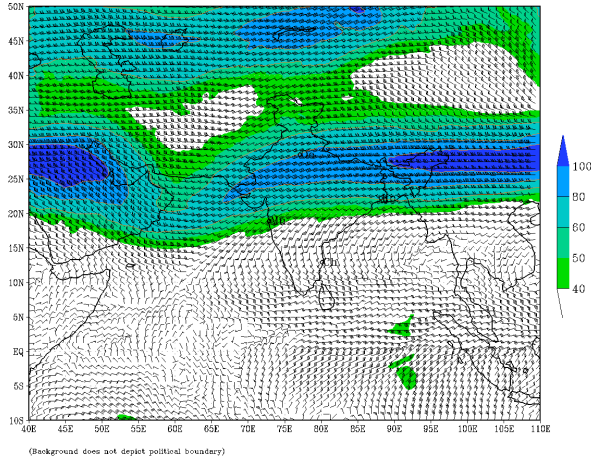 50N
45N
40N
35N
30N
25N
20N
15N
10N
5N
EQ
5S
10S
40E 45E 50E 55E 60E 65E 70E 75E 80E 85E 90E 95E 100E 105E 110E
100
80
60
50
40
(Background does not depict political boundary)